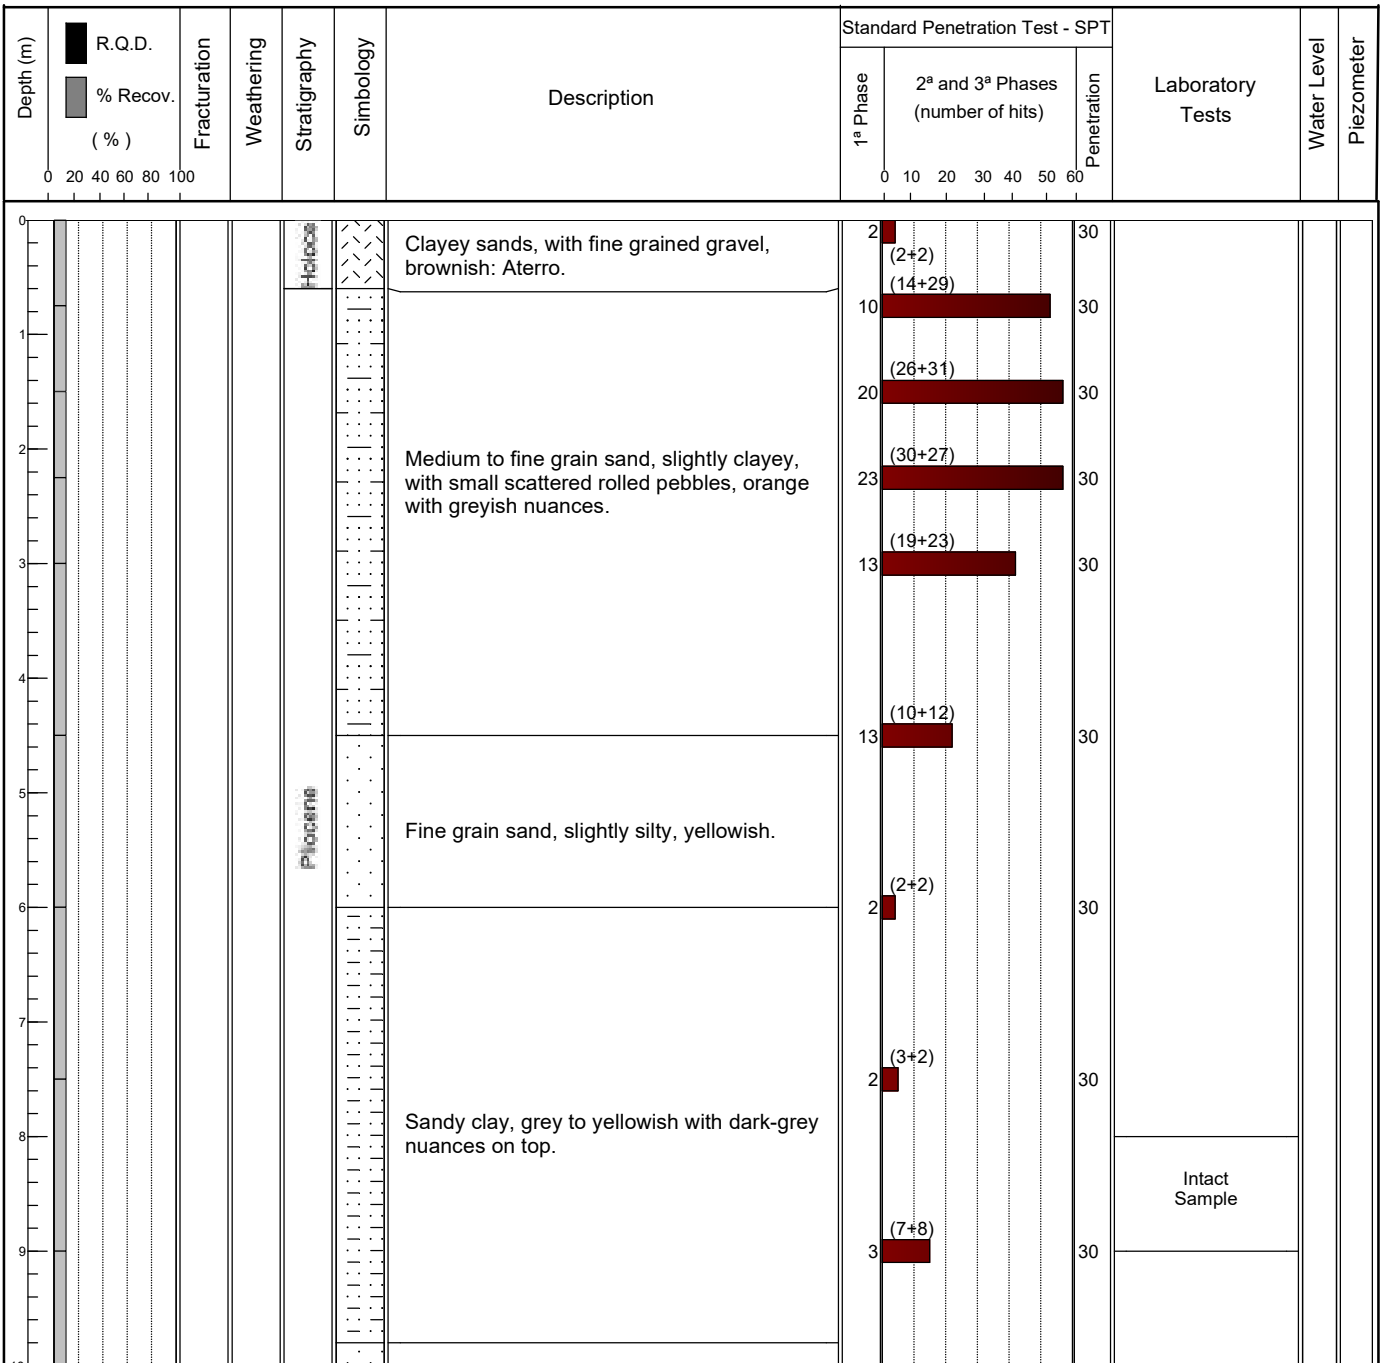 Depth (m)
R.Q.D.
% Recov.
( % )
0 20 40 60 80 100
Fracturation
Weathering
Stratigraphy
Simbology
Description
Standard Penetration Test - SPT
1ª Phase
2ª and 3ª Phases
(number of hits)
0 10 20 30 40 50 60
Penetration
Laboratory
Tests
Water Level
Piezometer
0
Holoce
Clayey sands, with fine grained gravel,
brownish: Aterro.
2
(2+2)
30
(14+29)
10
30
1
(26+31)
20
30
2
Medium to fine grain sand, slightly clayey,
with small scattered rolled pebbles, orange
with greyish nuances.
(30+27)
23
30
3
(19+23)
13
30
4
(10+12)
13
30
5
Pliocene
Fine grain sand, slightly silty, yellowish.
6
(2+2)
2
30
7
(3+2)
2
30
8
Sandy clay, grey to yellowish with dark-grey
nuances on top.
Intact
Sample
9
(7+8)
3
30